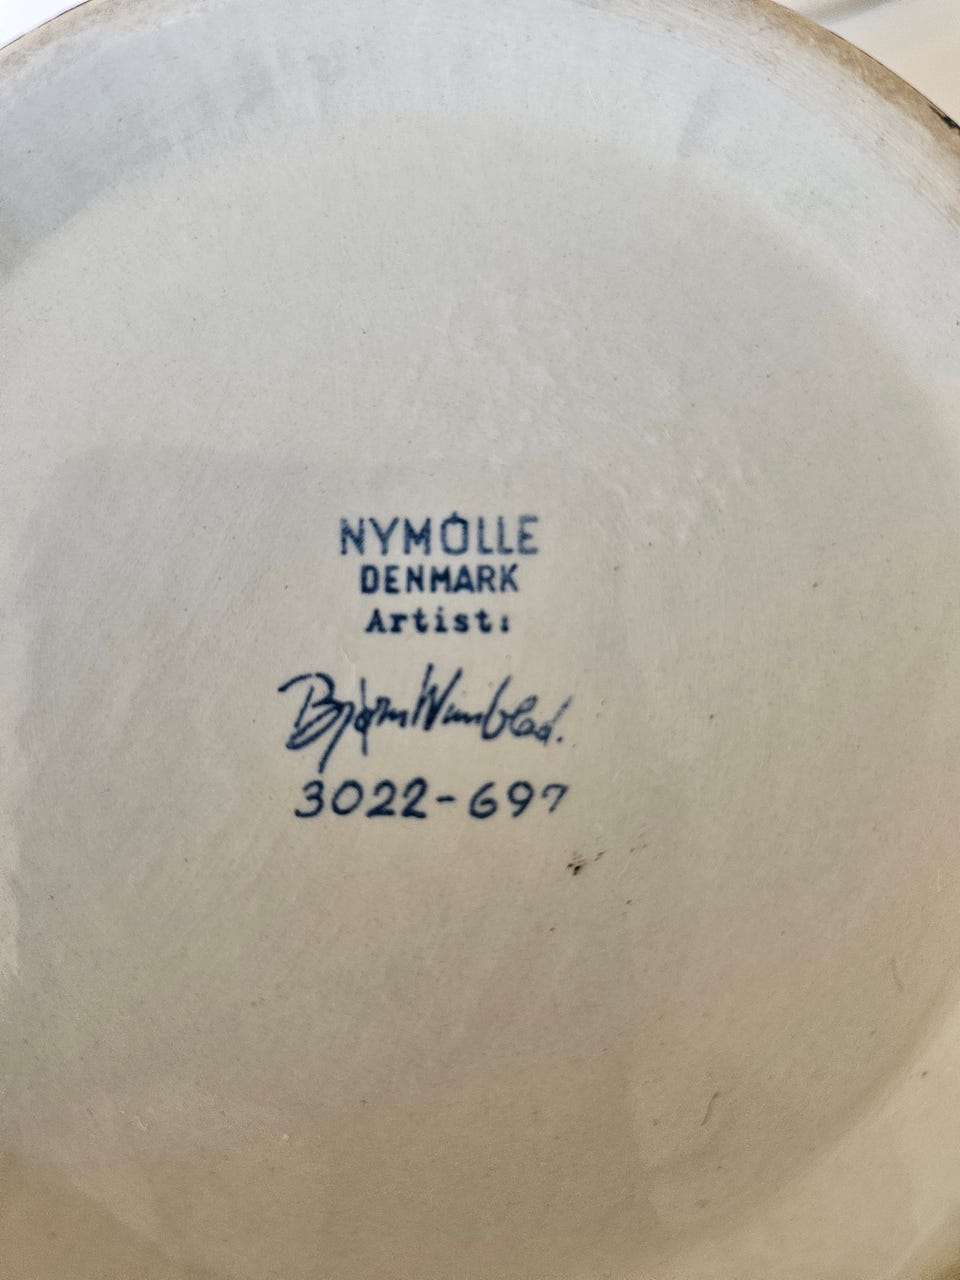 NYMÖLLE
DENMARK
Artist:
Bjørn Wiinblad.
3022-697